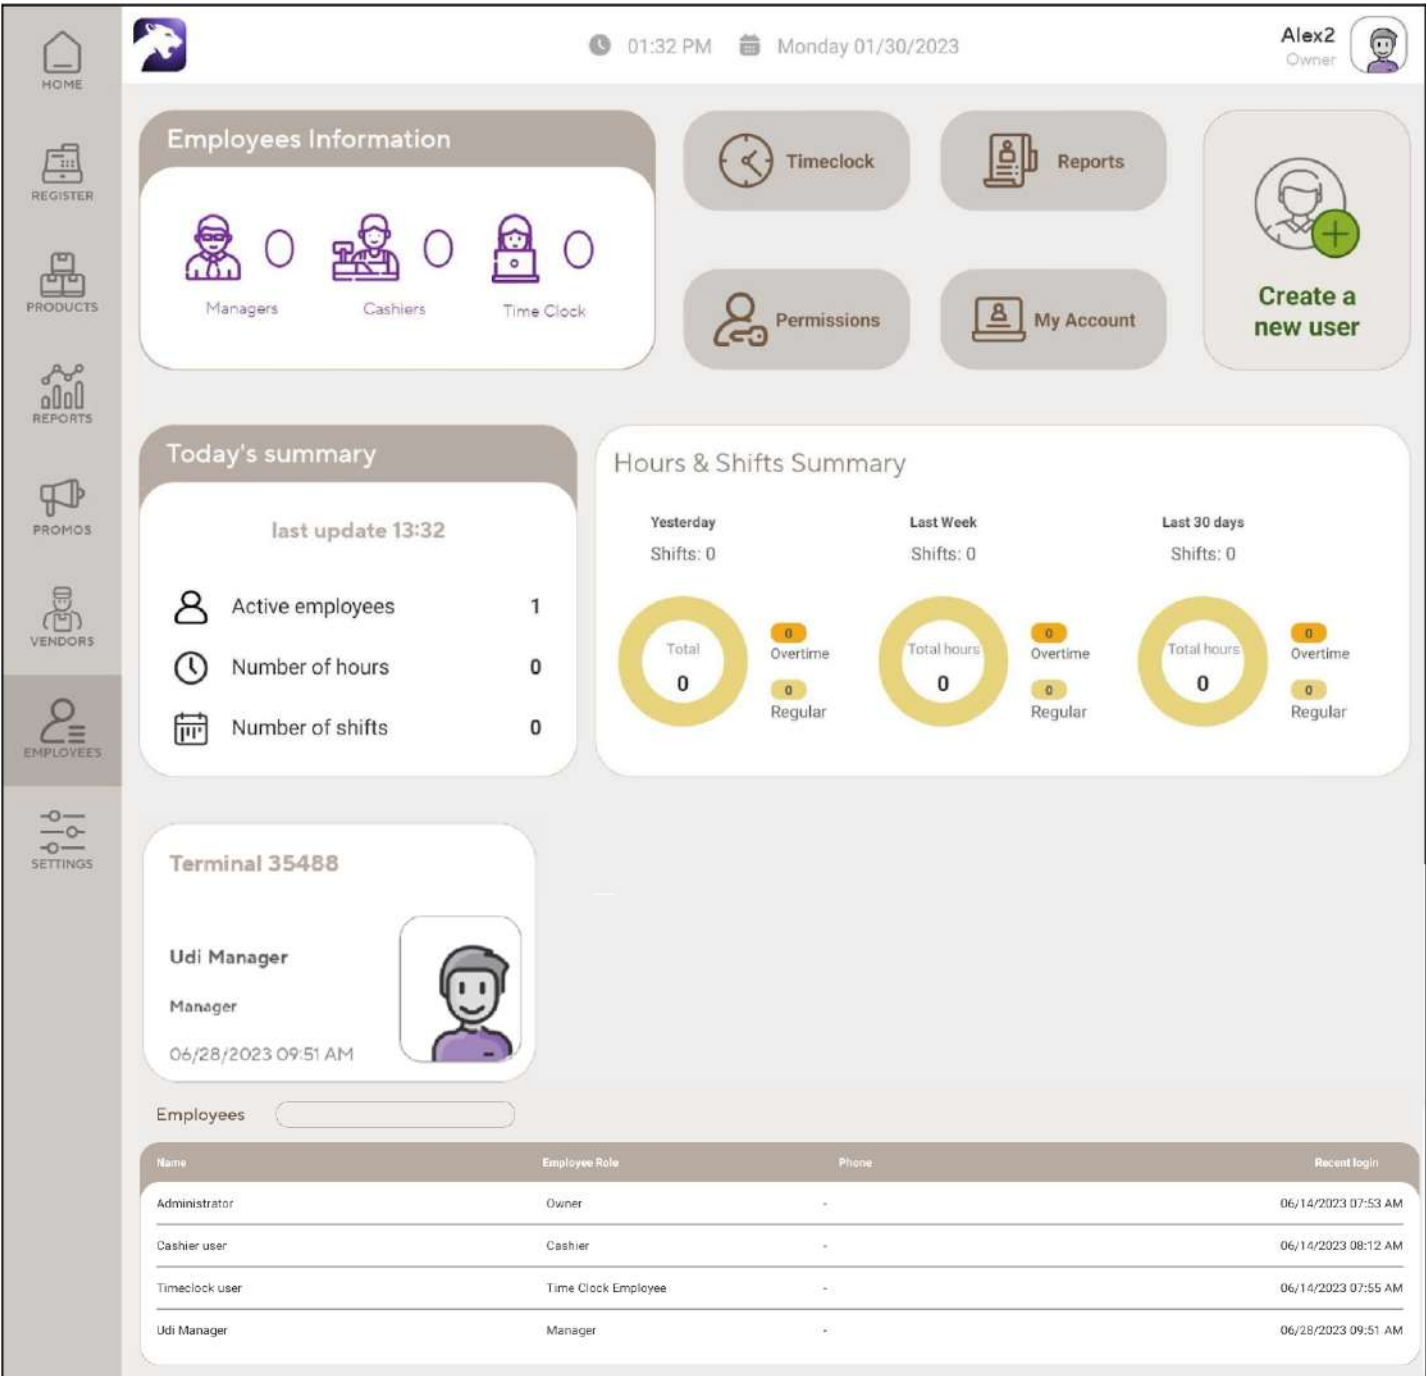 HOME
REGISTER
PRODUCTS
REPORTS
PROMOS
VENDORS
EMPLOYEES
SETTINGS
01:32 PM Monday 01/30/2023
Alex2
Owner
Employees Information
0 0 0
Managers Cashiers Time Clock
Timeclock
Reports
Permissions
My Account
Create a
new user
Today's summary
last update 13:32
Active employees 1
Number of hours 0
Number of shifts 0
Hours & Shifts Summary
Yesterday
Shifts: 0
Total
0
0
Overtime
0
Regular
Last Week
Shifts: 0
Total hours
0
0
Overtime
0
Regular
Last 30 days
Shifts: 0
Total hours
0
0
Overtime
0
Regular
Terminal 35488
Udi Manager
Manager
06/28/2023 09:51 AM
Employees
Name Employee Role Phone Recent login
Administrator Owner - 06/14/2023 07:53 AM
Cashier user Cashier - 06/14/2023 08:12 AM
Timeclock user Time Clock Employee - 06/14/2023 07:55 AM
Udi Manager Manager - 06/28/2023 09:51 AM